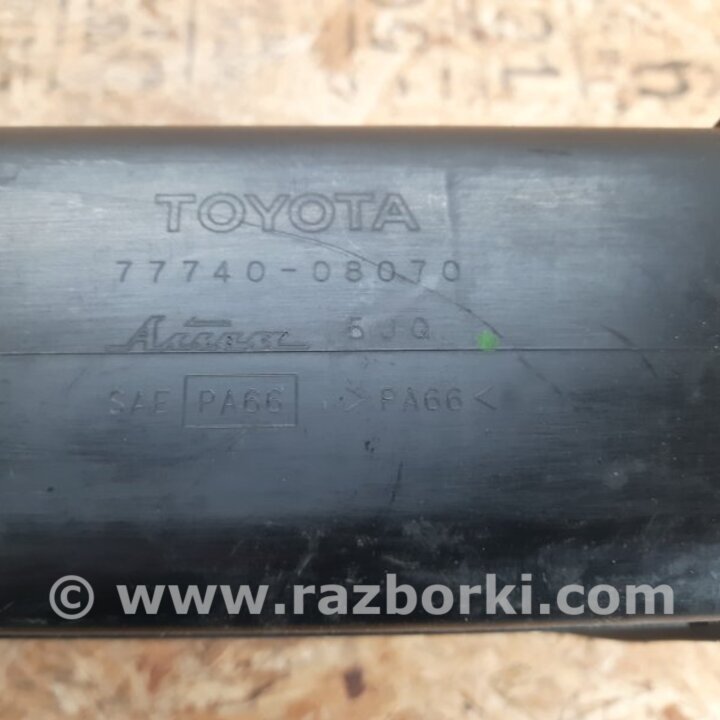 TOYOTA
77740-08070
5JQ
SAE PA66 >PA66<
© www.razborki.com